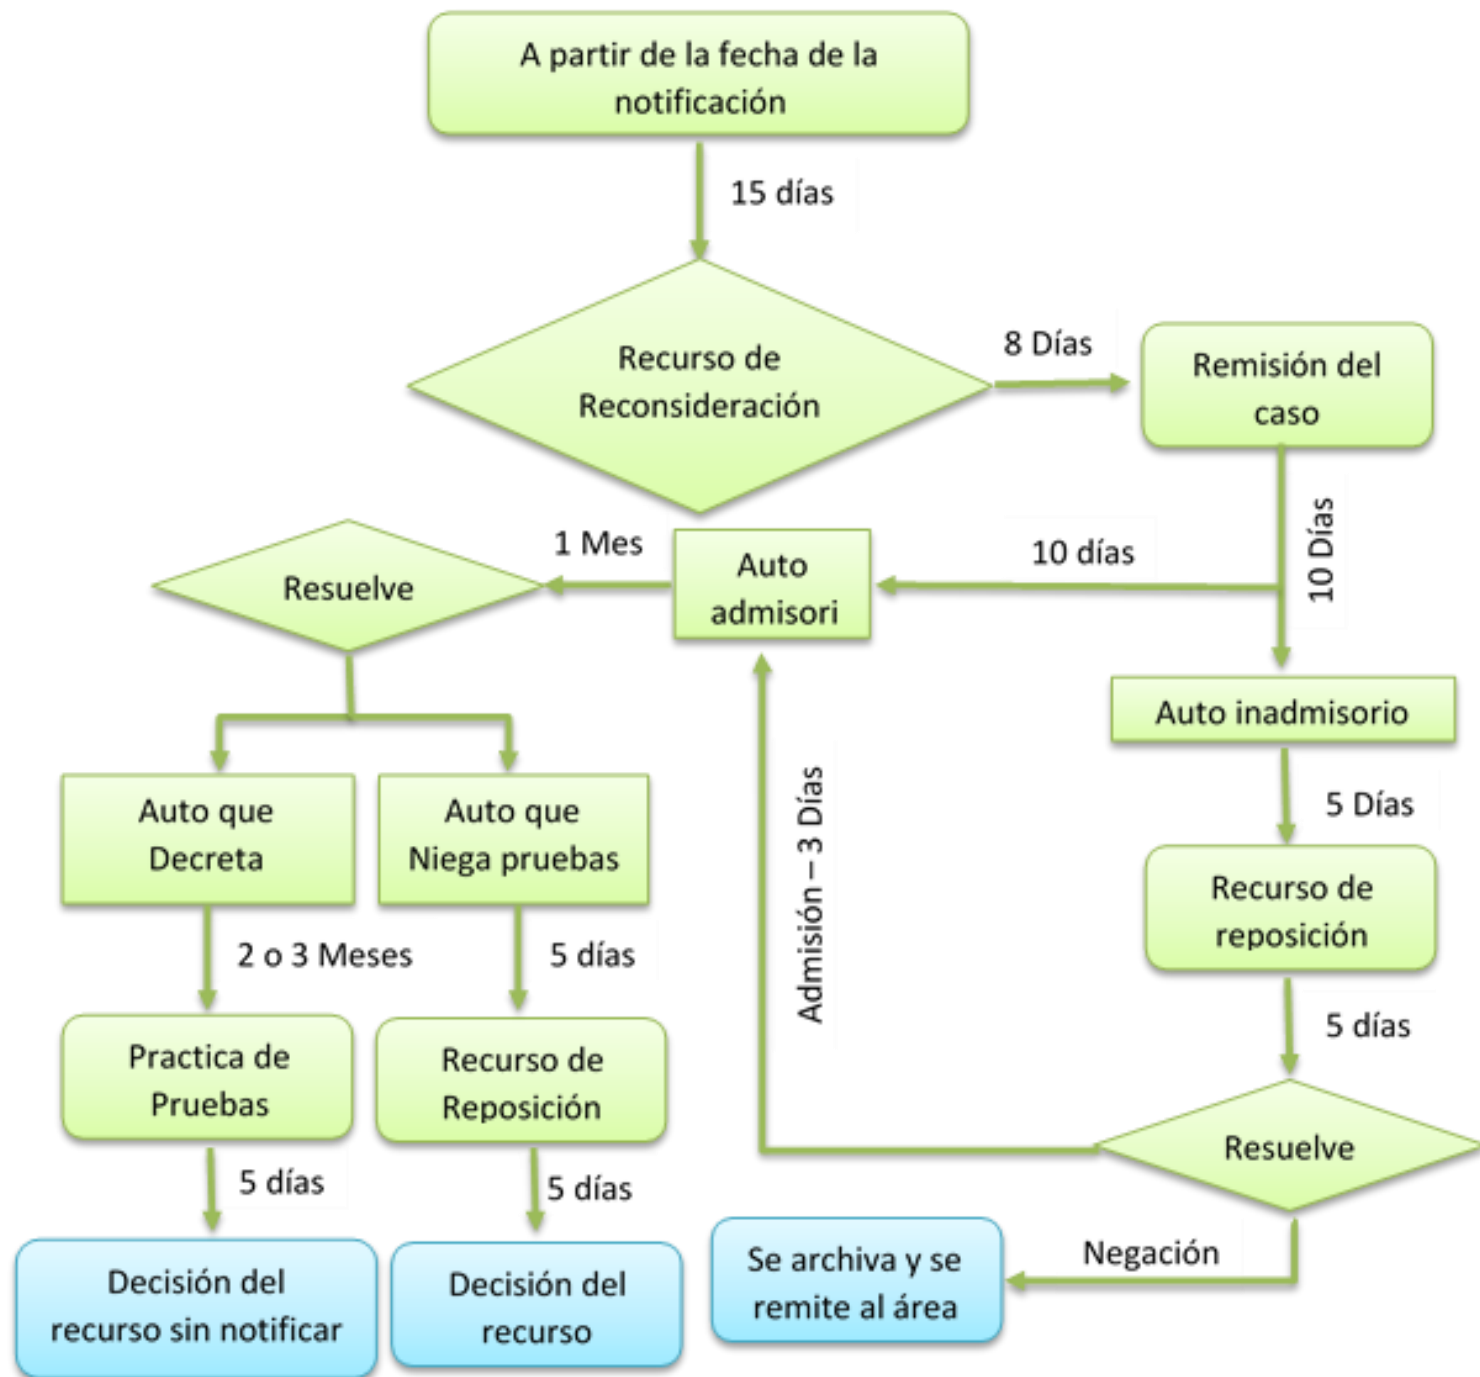 A partir de la fecha de la
notificación
15 días
Recurso de
Reconsideración
8 Días
Remisión del
caso
10 Días
10 días
Auto
admisori
1 Mes
Resuelve
Auto inadmisorio
5 Días
Recurso de
reposición
5 días
Resuelve
Admisión – 3 Días
Negación
Se archiva y se
remite al área
Auto que
Decreta
Auto que
Niega pruebas
2 o 3 Meses
5 días
Practica de
Pruebas
Recurso de
Reposición
5 días
5 días
Decisión del
recurso sin notificar
Decisión del
recurso